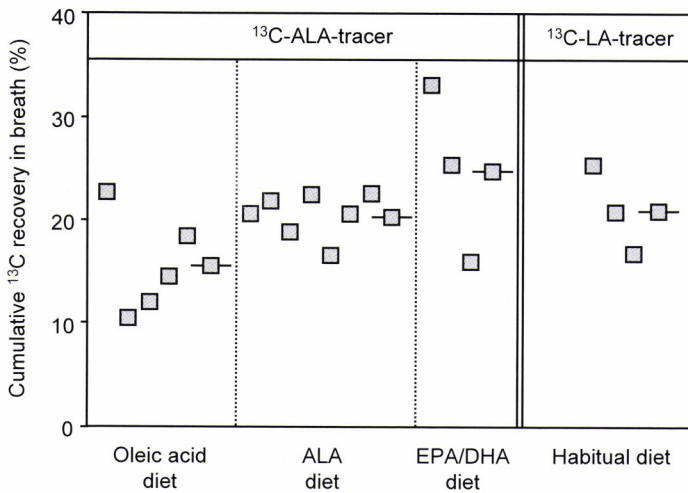 40
30
20
10
0
Cumulative ¹³C recovery in breath (%)
¹³C-ALA-tracer
¹³C-LA-tracer
Oleic acid
diet
ALA
diet
EPA/DHA
diet
Habitual diet